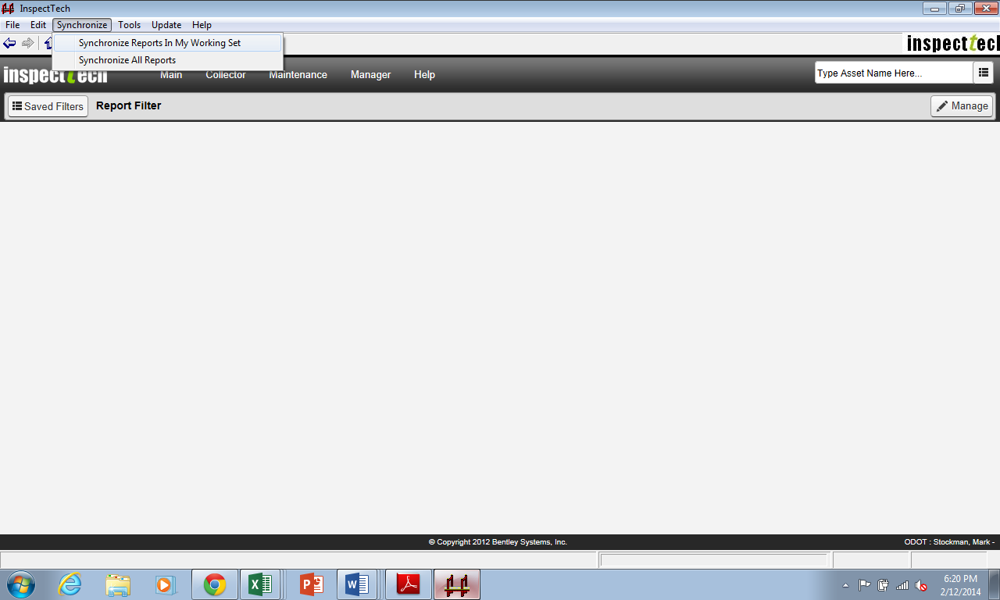 InspectTech
File Edit Synchronize Tools Update Help
Synchronize Reports In My Working Set
inspecttecl
Synchronize All Reports
inspecttech Main Collector Maintenance Manager Help Type Asset Name Here...
Saved Filters Report Filter Manage
© Copyright 2012 Bentley Systems, Inc. ODOT : Stockman, Mark -
6:20 PM
2/12/2014